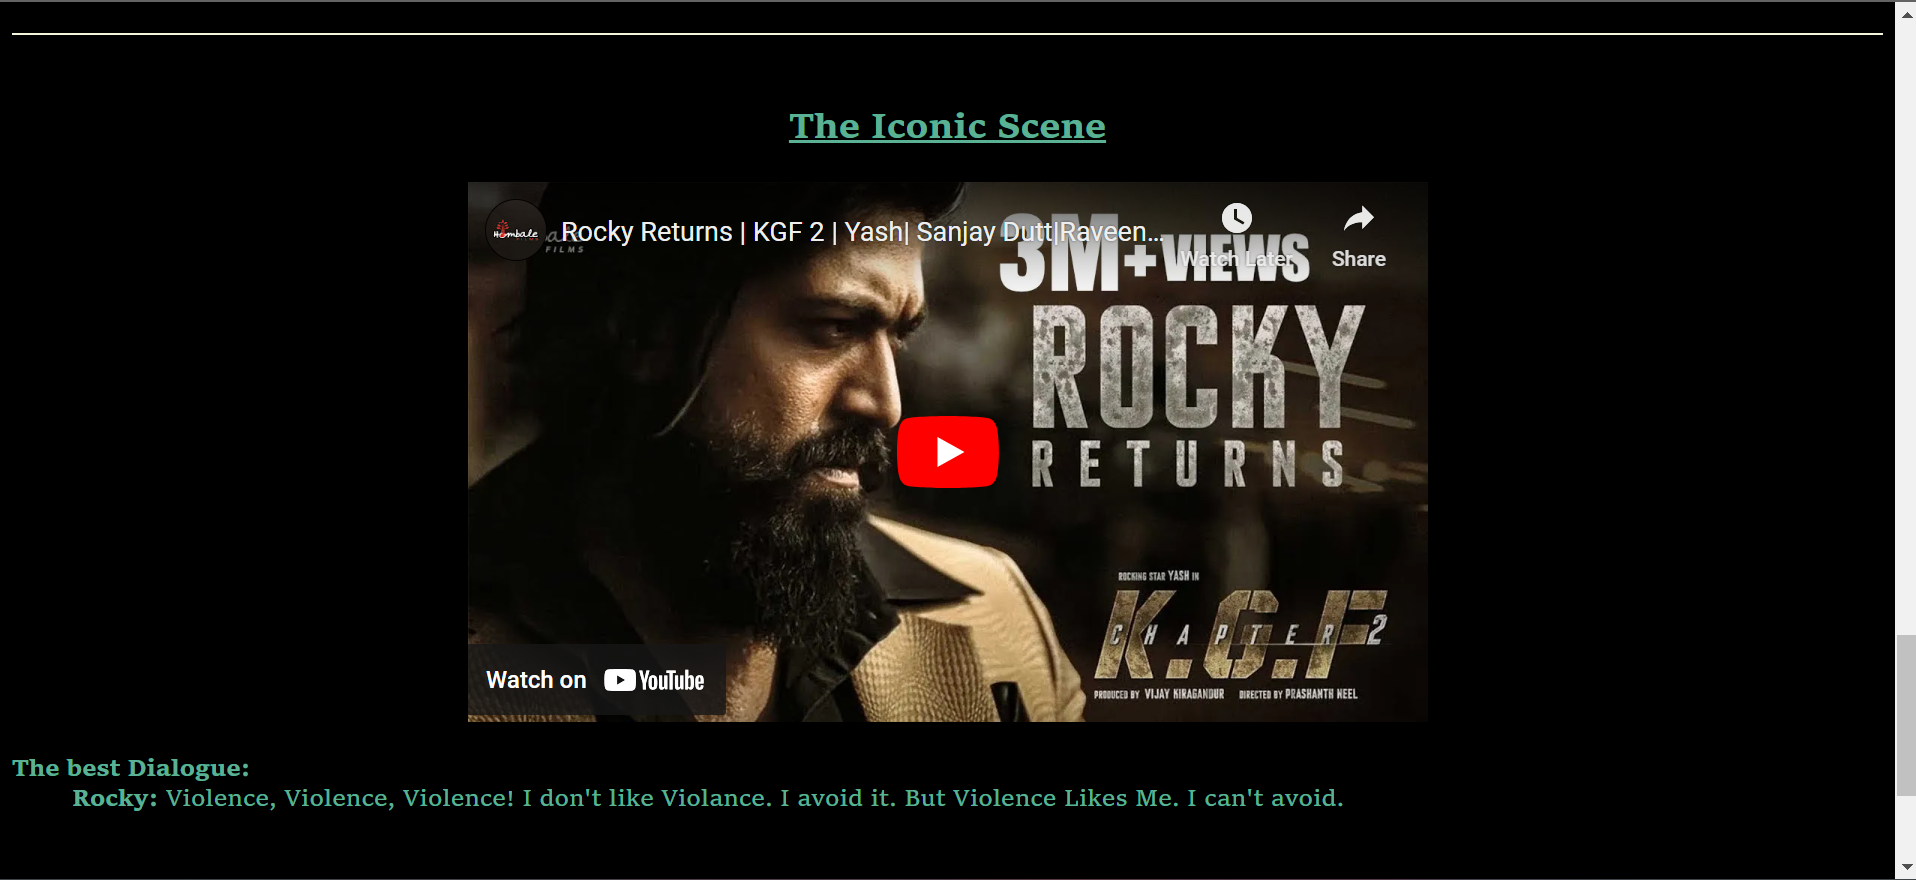 The Iconic Scene
Hombale
FILMS
Rocky Returns | KGF 2 | Yash| Sanjay Dutt|Raveen...
Watch Later
Share
3M+VIEWS
ROCKY
RETURNS
ROCKING STAR YASH IN
K.G.F
CHAPTER 2
PRODUCED BY VIJAY KIRAGANDUR DIRECTED BY PRASHANTH NEEL
Watch on YouTube
The best Dialogue:
Rocky: Violence, Violence, Violence! I don't like Violance. I avoid it. But Violence Likes Me. I can't avoid.